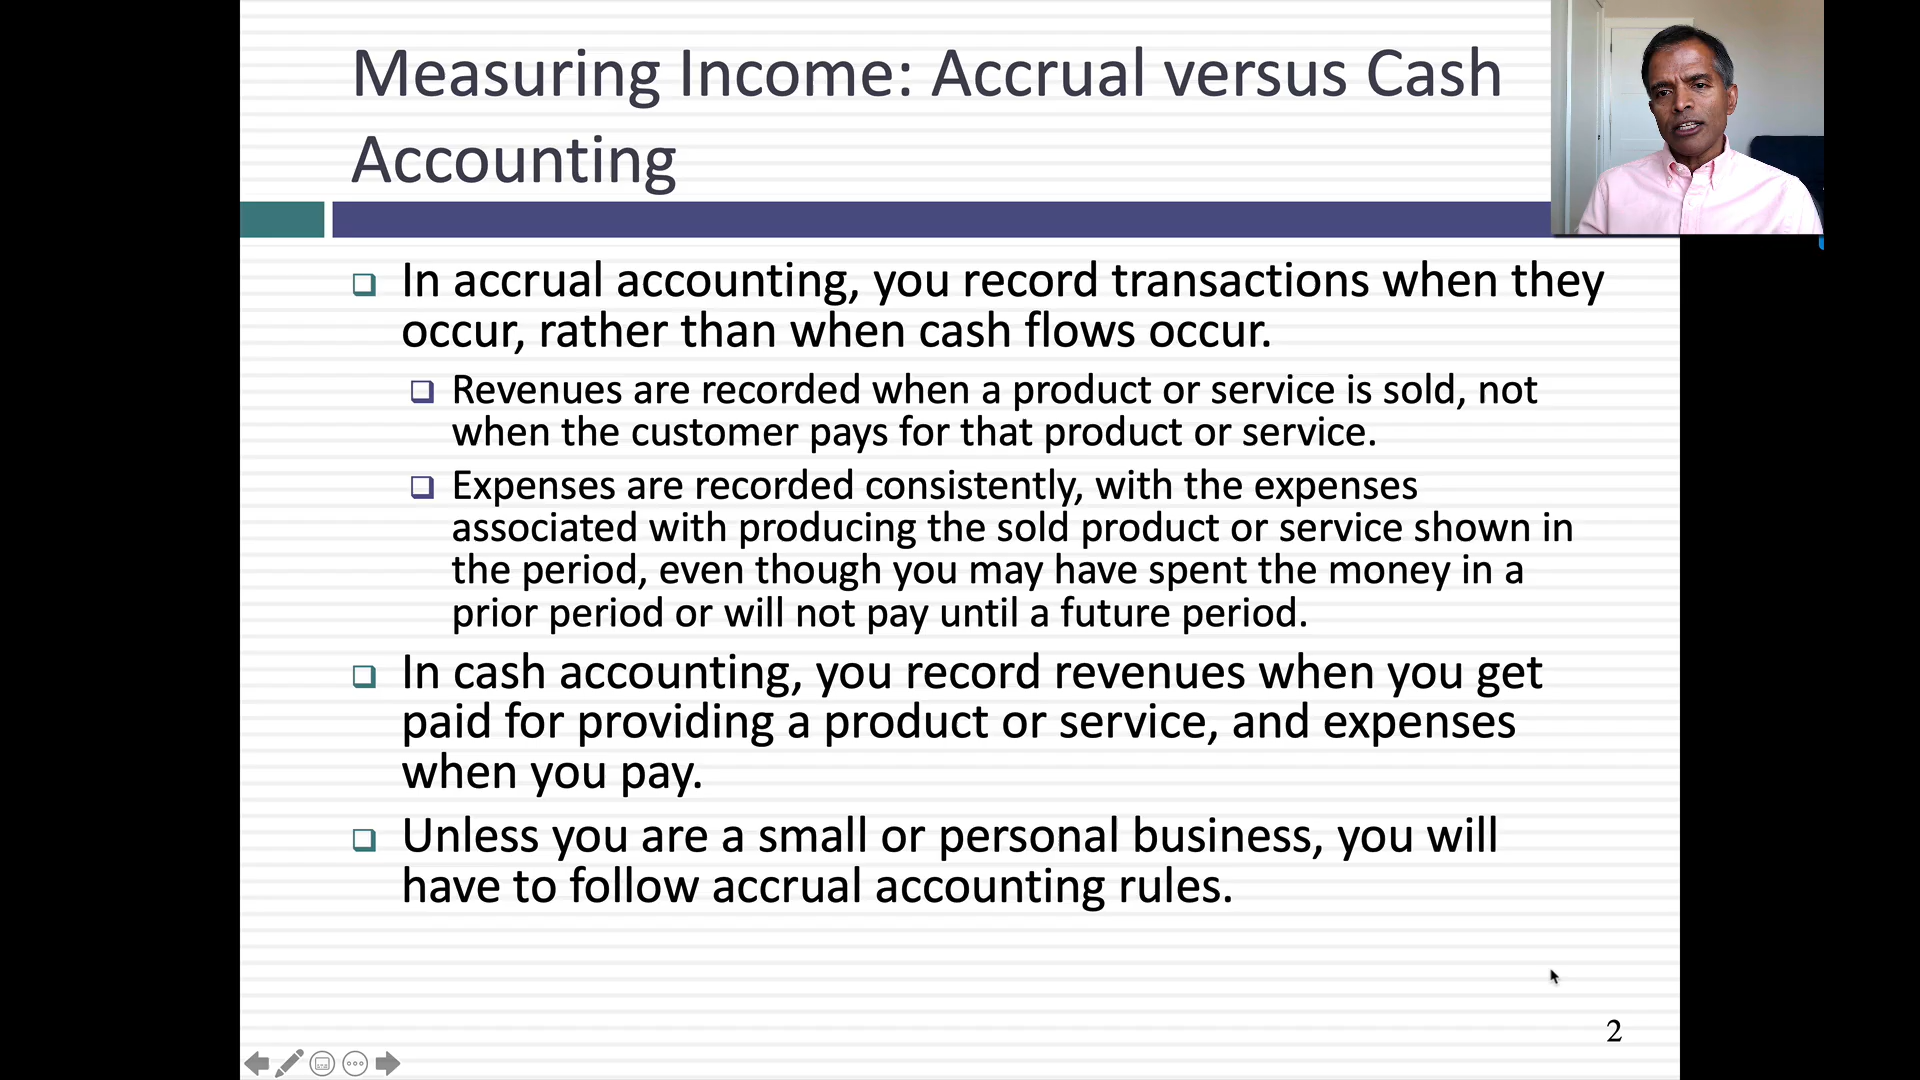 Measuring Income: Accrual versus Cash
Accounting
In accrual accounting, you record transactions when they
occur, rather than when cash flows occur.
Revenues are recorded when a product or service is sold, not
when the customer pays for that product or service.
Expenses are recorded consistently, with the expenses
associated with producing the sold product or service shown in
the period, even though you may have spent the money in a
prior period or will not pay until a future period.
In cash accounting, you record revenues when you get
paid for providing a product or service, and expenses
when you pay.
Unless you are a small or personal business, you will
have to follow accrual accounting rules.
2